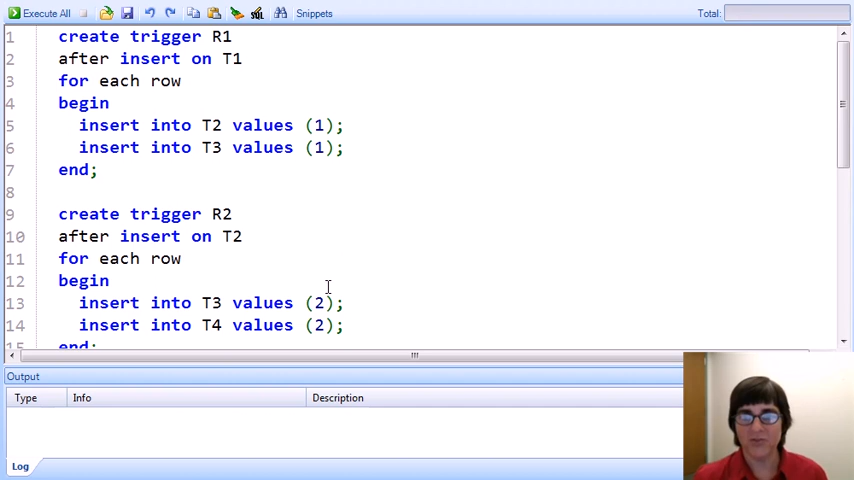 Execute All Snippets Total:
1 create trigger R1
2 after insert on T1
3 for each row
4 begin
5 insert into T2 values (1);
6 insert into T3 values (1);
7 end;
8
9 create trigger R2
10 after insert on T2
11 for each row
12 begin
13 insert into T3 values (2);
14 insert into T4 values (2);
15 end;
Output
Type Info Description
Log